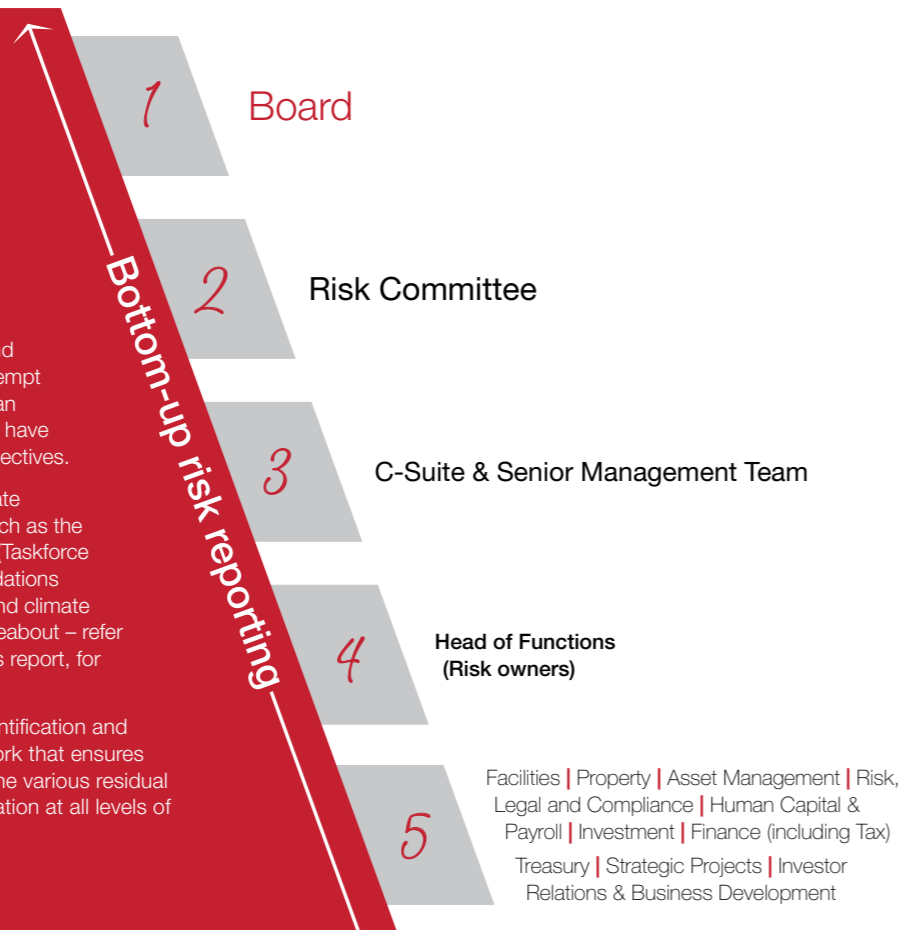 1
Board
2
Risk Committee
3
C-Suite & Senior Management Team
4
Head of Functions
(Risk owners)
5
Facilities | Property | Asset Management | Risk,
Legal and Compliance | Human Capital &
Payroll | Investment | Finance (including Tax)
Treasury | Strategic Projects | Investor
Relations & Business Development
Bottom-up risk reporting
nd
empt
an
have
ectives.
ate
ch as the
(Taskforce
dations
nd climate
eabout – refer
s report, for
ntification and
ork that ensures
he various residual
ation at all levels of